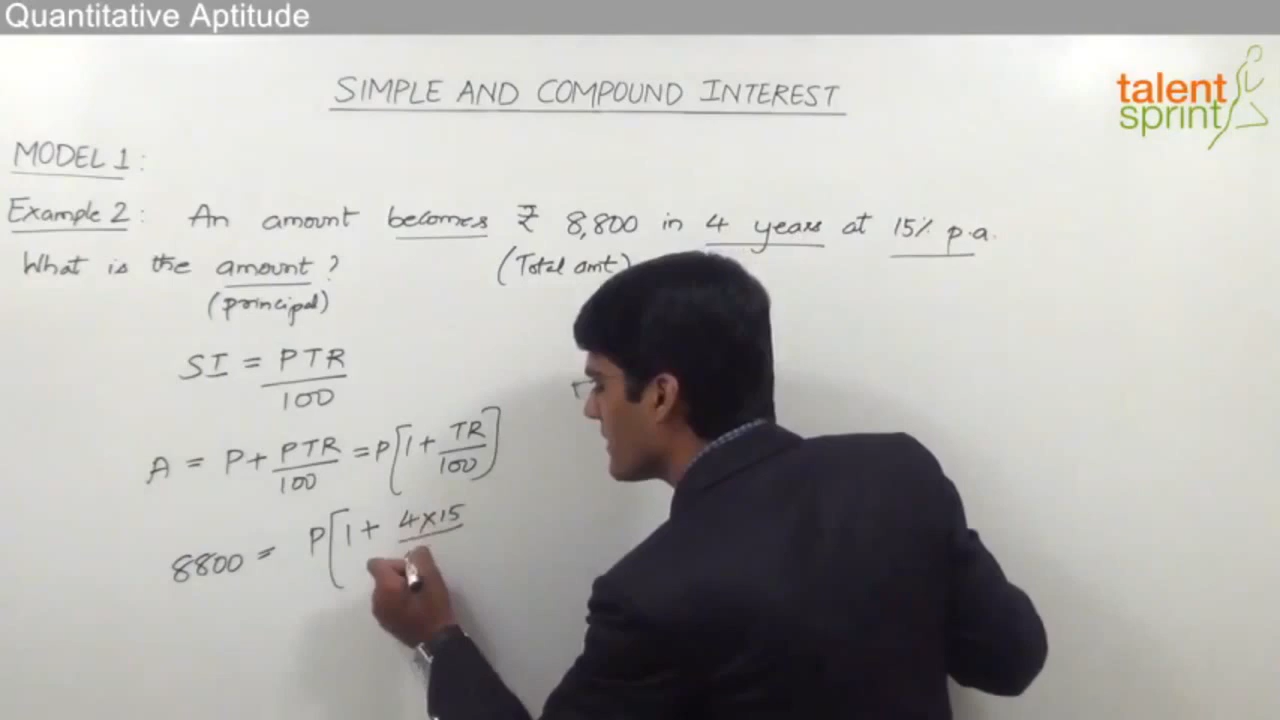 Quantitative Aptitude
talent
sprint
SIMPLE AND COMPOUND INTEREST
MODEL 1:
Example 2: An amount becomes ₹ 8,800 in 4 years at 15% p.a.
What is the amount? (Total amt)
(principal)
SI = PTR
100
A = P + PTR/100 = P[1 + TR/100]
8800 = P[1 + 4×15